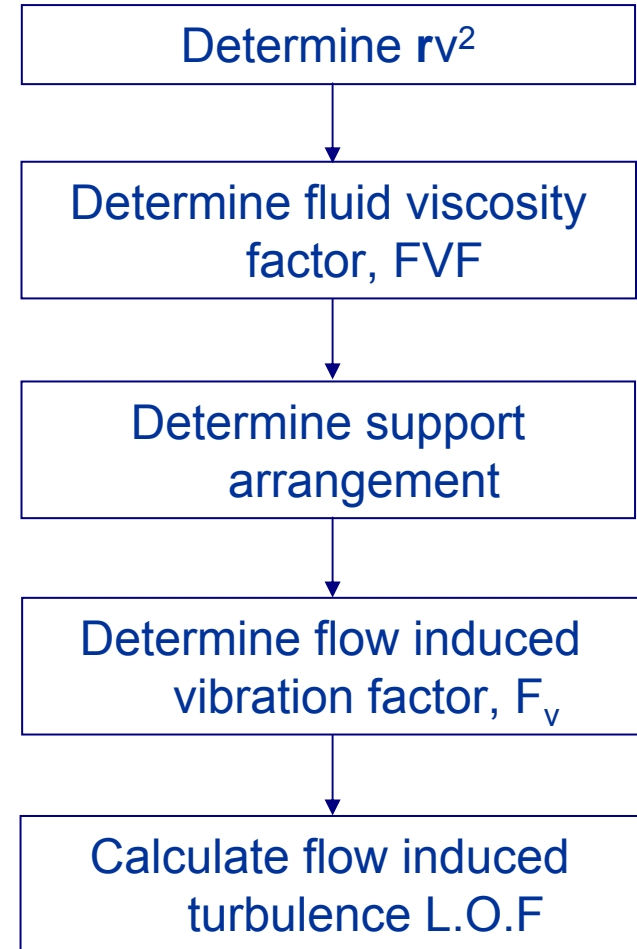 Determine rv²
Determine fluid viscosity
factor, FVF
Determine support
arrangement
Determine flow induced
vibration factor, Fᵥ
Calculate flow induced
turbulence L.O.F